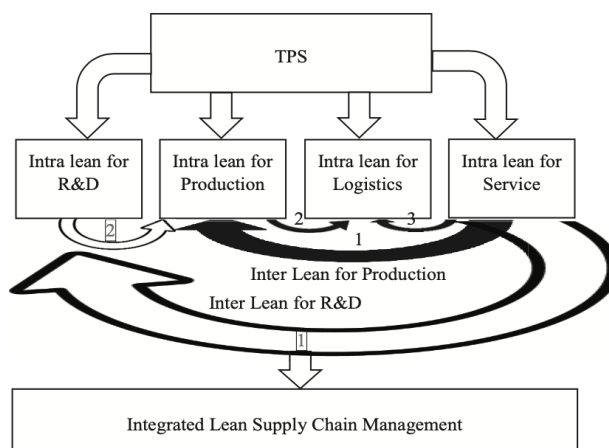 TPS
Intra lean for
R&D
Intra lean for
Production
Intra lean for
Logistics
Intra lean for
Service
2
2
3
1
Inter Lean for Production
Inter Lean for R&D
1
Integrated Lean Supply Chain Management